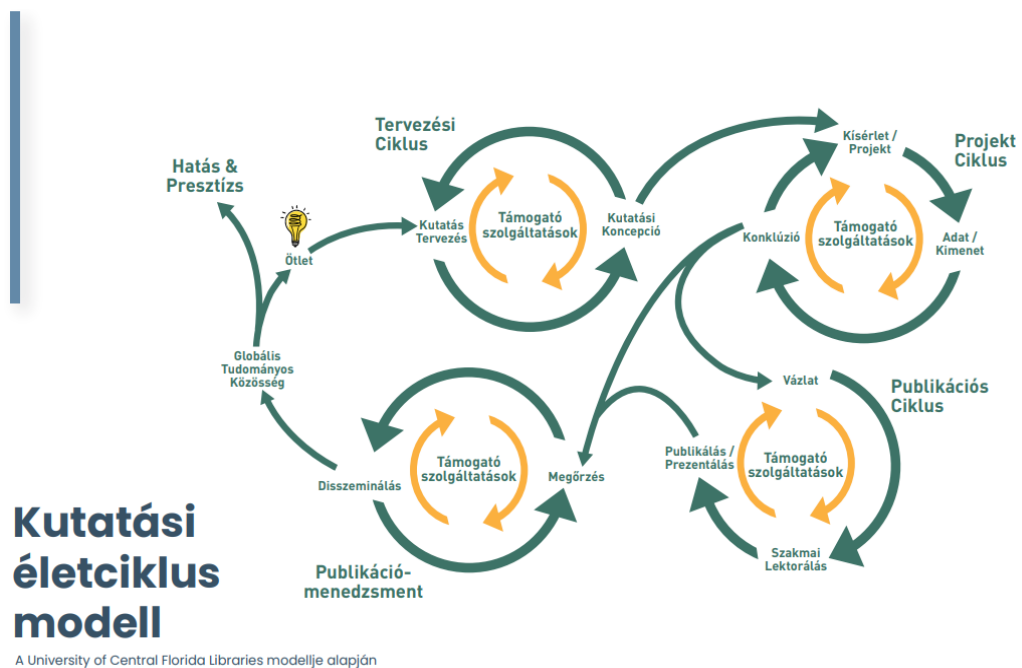 Hatás &
Presztízs
Ötlet
Globális
Tudományos
Közösség
Tervezési
Ciklus
Kutatás
Tervezés
Támogató
szolgáltatások
Kutatási
Koncepció
Kísérlet /
Projekt
Projekt
Ciklus
Konklúzió
Támogató
szolgáltatások
Adat /
Kimenet
Vázlat
Publikációs
Ciklus
Publikálás /
Prezentálás
Támogató
szolgáltatások
Szakmai
Lektorálás
Disszeminálás
Támogató
szolgáltatások
Megőrzés
Publikáció-
menedzsment
Kutatási
életciklus
modell
A University of Central Florida Libraries modellje alapján